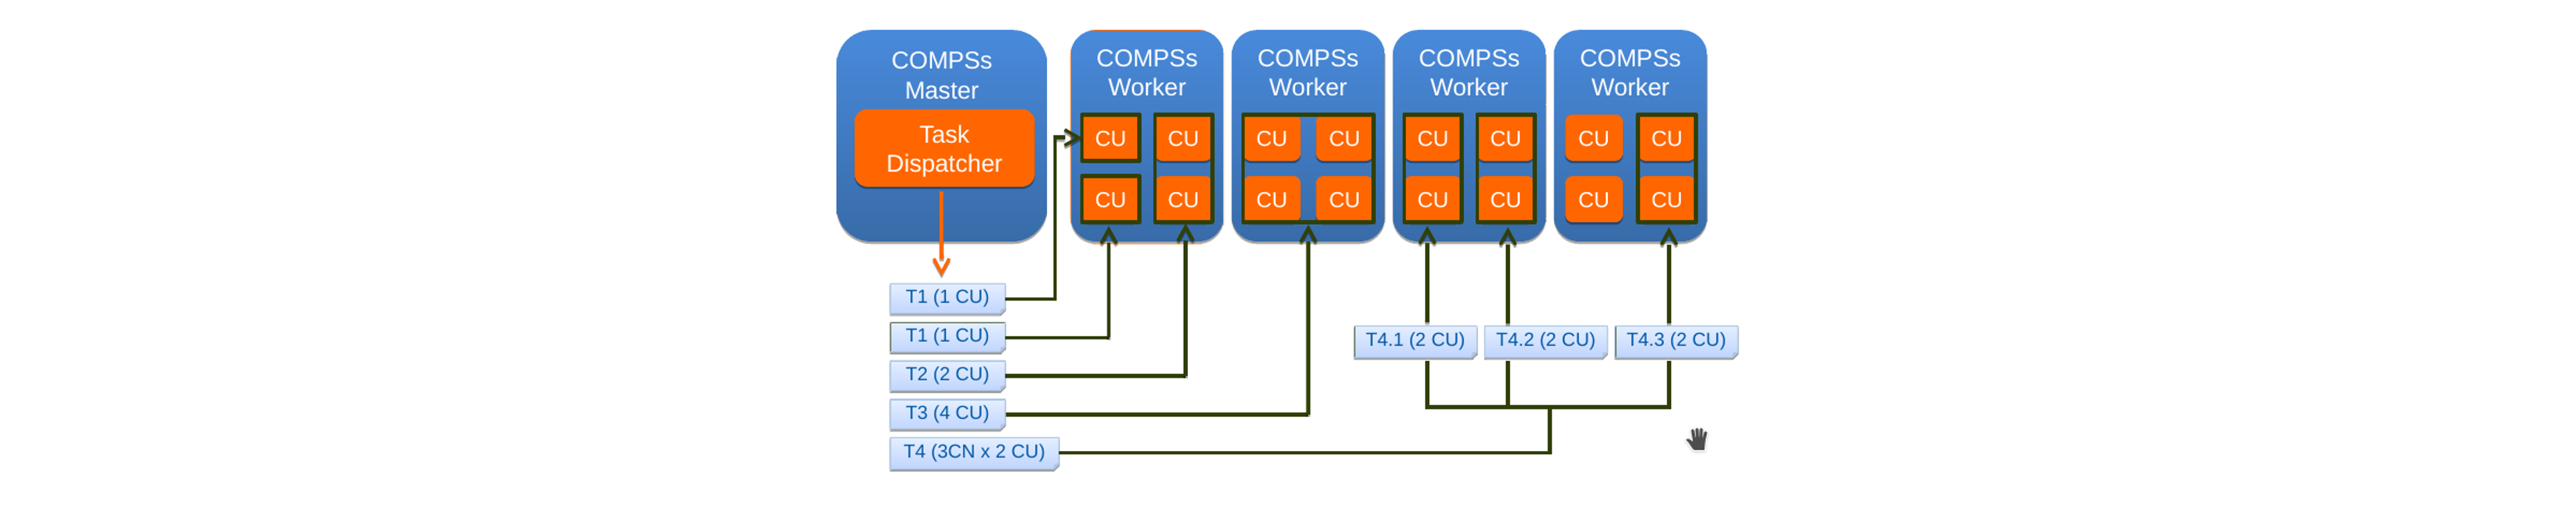 COMPSs
Master
Task
Dispatcher
COMPSs
Worker
CU CU
CU CU
COMPSs
Worker
CU CU
CU CU
COMPSs
Worker
CU CU
CU CU
COMPSs
Worker
CU CU
CU CU
T1 (1 CU)
T1 (1 CU)
T2 (2 CU)
T3 (4 CU)
T4 (3CN x 2 CU)
T4.1 (2 CU)
T4.2 (2 CU)
T4.3 (2 CU)